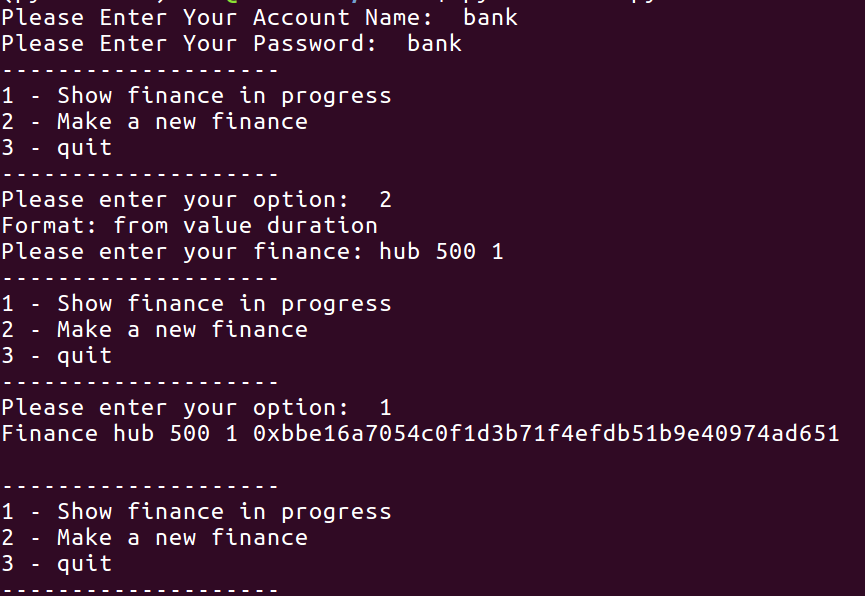 Please Enter Your Account Name:  bank
Please Enter Your Password:  bank
--------------------
1 - Show finance in progress
2 - Make a new finance
3 - quit
--------------------
Please enter your option:  2
Format: from value duration
Please enter your finance: hub 500 1
--------------------
1 - Show finance in progress
2 - Make a new finance
3 - quit
--------------------
Please enter your option:  1
Finance hub 500 1 0xbbe16a7054c0f1d3b71f4efdb51b9e40974ad651
--------------------
1 - Show finance in progress
2 - Make a new finance
3 - quit
--------------------